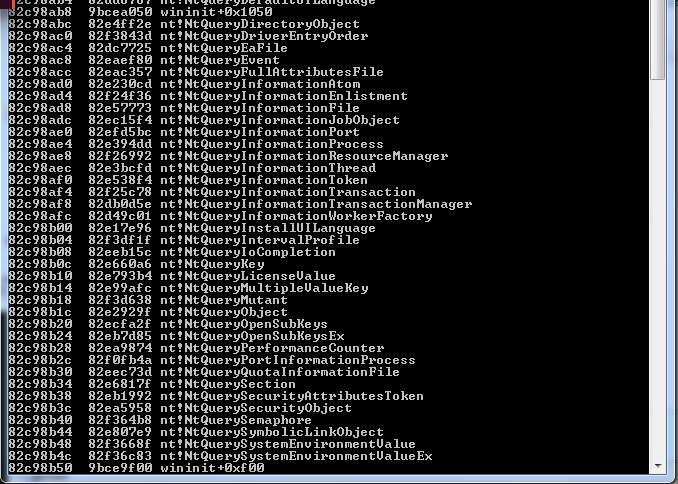 82c98ab8  9bcea050 wininit+0x1050
82c98abc  82e4ff2e nt!NtQueryDirectoryObject
82c98ac0  82f3843d nt!NtQueryDriverEntryOrder
82c98ac4  82dc7725 nt!NtQueryEaFile
82c98ac8  82eaef80 nt!NtQueryEvent
82c98acc  82eac357 nt!NtQueryFullAttributesFile
82c98ad0  82e230cd nt!NtQueryInformationAtom
82c98ad4  82f24f36 nt!NtQueryInformationEnlistment
82c98ad8  82e57773 nt!NtQueryInformationFile
82c98adc  82ec15f4 nt!NtQueryInformationJobObject
82c98ae0  82efd5bc nt!NtQueryInformationPort
82c98ae4  82e394dd nt!NtQueryInformationProcess
82c98ae8  82f26992 nt!NtQueryInformationResourceManager
82c98aec  82e3bcfd nt!NtQueryInformationThread
82c98af0  82e538f4 nt!NtQueryInformationToken
82c98af4  82f25c78 nt!NtQueryInformationTransaction
82c98af8  82db0d5e nt!NtQueryInformationTransactionManager
82c98afc  82d49c01 nt!NtQueryInformationWorkerFactory
82c98b00  82e17e96 nt!NtQueryInstallUILanguage
82c98b04  82f3df1f nt!NtQueryIntervalProfile
82c98b08  82eeb15c nt!NtQueryIoCompletion
82c98b0c  82e660a6 nt!NtQueryKey
82c98b10  82e793b4 nt!NtQueryLicenseValue
82c98b14  82e99afc nt!NtQueryMultipleValueKey
82c98b18  82f3d638 nt!NtQueryMutant
82c98b1c  82e2929f nt!NtQueryObject
82c98b20  82ecfa2f nt!NtQueryOpenSubKeys
82c98b24  82eb7d85 nt!NtQueryOpenSubKeysEx
82c98b28  82ea9874 nt!NtQueryPerformanceCounter
82c98b2c  82f0fb4a nt!NtQueryPortInformationProcess
82c98b30  82eec73d nt!NtQueryQuotaInformationFile
82c98b34  82e6817f nt!NtQuerySection
82c98b38  82eb1992 nt!NtQuerySecurityAttributesToken
82c98b3c  82ea5958 nt!NtQuerySecurityObject
82c98b40  82f364b8 nt!NtQuerySemaphore
82c98b44  82e807e9 nt!NtQuerySymbolicLinkObject
82c98b48  82f3668f nt!NtQuerySystemEnvironmentValue
82c98b4c  82f36c83 nt!NtQuerySystemEnvironmentValueEx
82c98b50  9bce9f00 wininit+0xf00